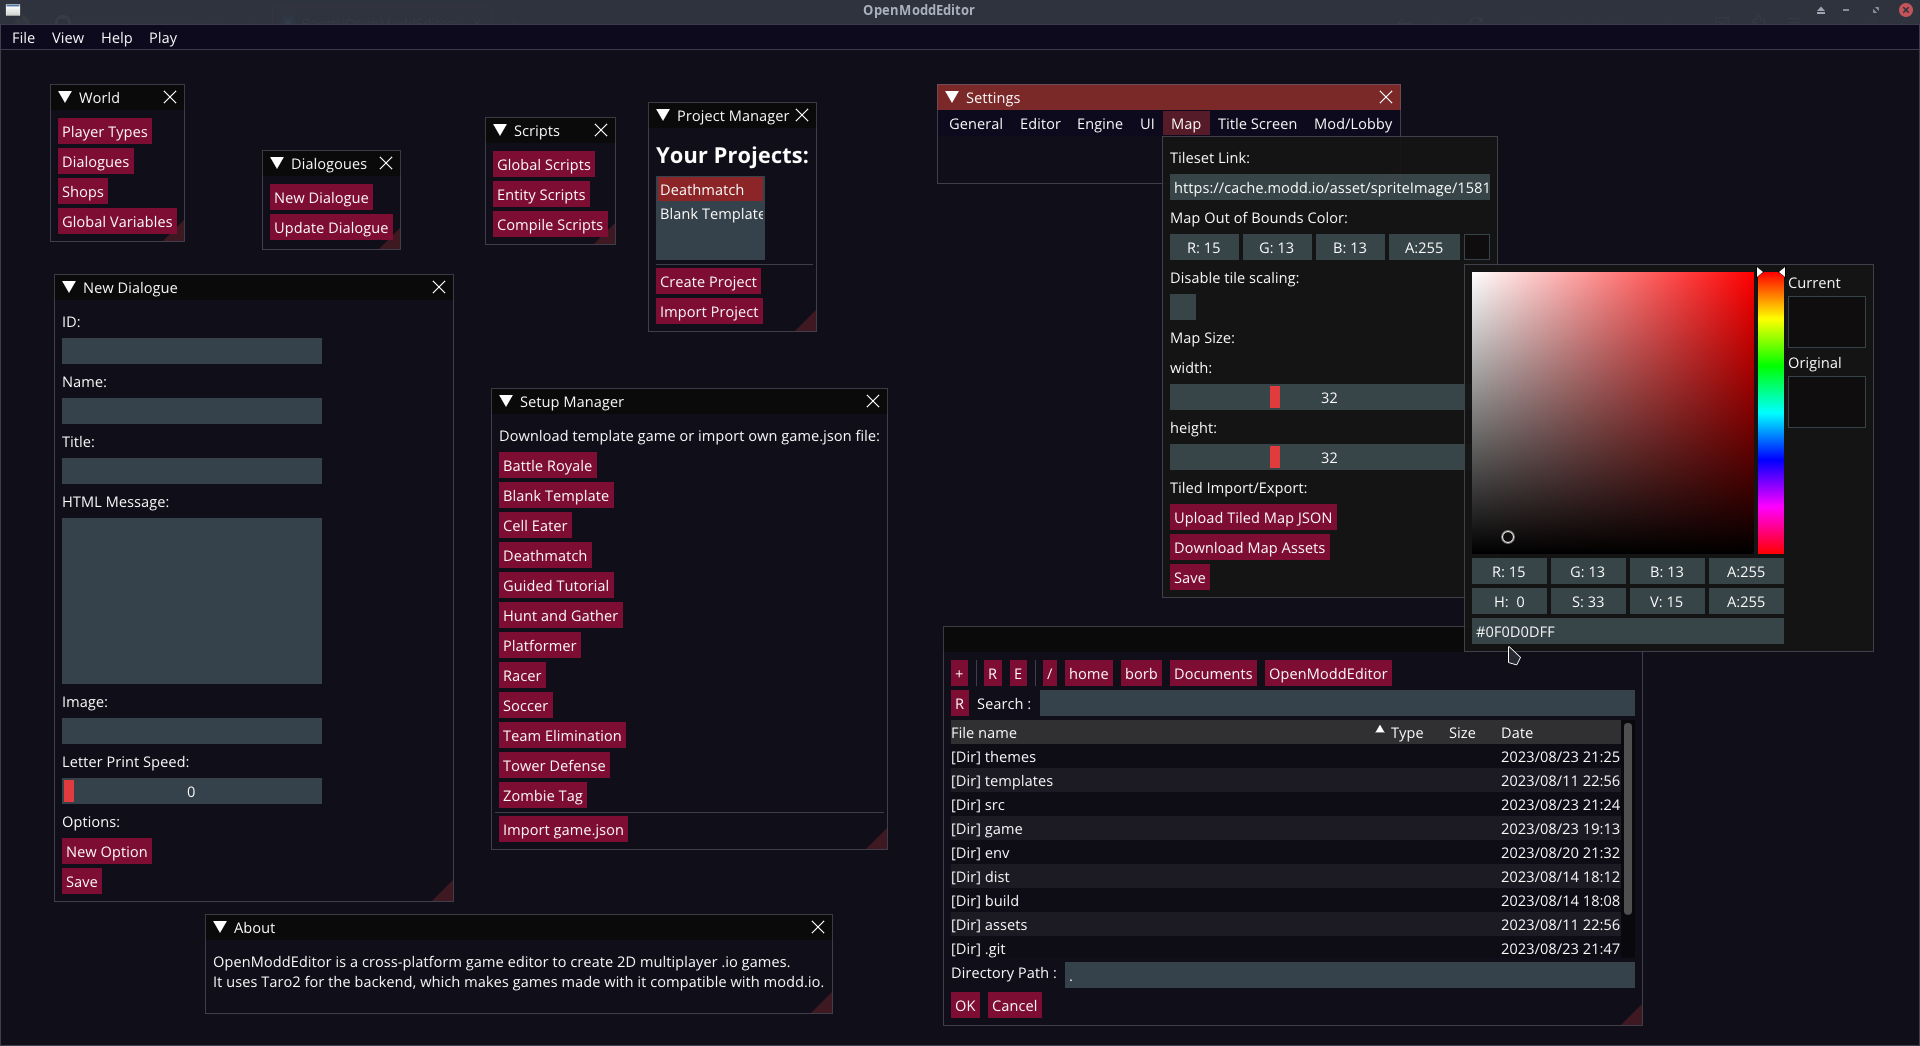 OpenModdEditor
File View Help Play
World
Player Types
Dialogues
Shops
Global Variables
Dialogoues
New Dialogue
Update Dialogue
Scripts
Global Scripts
Entity Scripts
Compile Scripts
Project Manager
Your Projects:
Deathmatch
Blank Template
Create Project
Import Project
New Dialogue
ID:
Name:
Title:
HTML Message:
Image:
Letter Print Speed:
0
Options:
New Option
Save
Setup Manager
Download template game or import own game.json file:
Battle Royale
Blank Template
Cell Eater
Deathmatch
Guided Tutorial
Hunt and Gather
Platformer
Racer
Soccer
Team Elimination
Tower Defense
Zombie Tag
Import game.json
About
OpenModdEditor is a cross-platform game editor to create 2D multiplayer .io games.
It uses Taro2 for the backend, which makes games made with it compatible with modd.io.
Settings
General Editor Engine UI Map Title Screen Mod/Lobby
Tileset Link:
https://cache.modd.io/asset/spriteImage/1581
Map Out of Bounds Color:
R: 15 G: 13 B: 13 A:255
Disable tile scaling:
Map Size:
width:
32
height:
32
Tiled Import/Export:
Upload Tiled Map JSON
Download Map Assets
Save
Current
Original
R: 15 G: 13 B: 13 A:255
H: 0 S: 33 V: 15 A:255
#0F0D0DFF
+ R E / home borb Documents OpenModdEditor
R Search :
File name Type Size Date
[Dir] themes 2023/08/23 21:25
[Dir] templates 2023/08/11 22:56
[Dir] src 2023/08/23 21:24
[Dir] game 2023/08/23 19:13
[Dir] env 2023/08/20 21:32
[Dir] dist 2023/08/14 18:12
[Dir] build 2023/08/14 18:08
[Dir] assets 2023/08/11 22:56
[Dir] .git 2023/08/23 21:47
Directory Path : .
OK Cancel